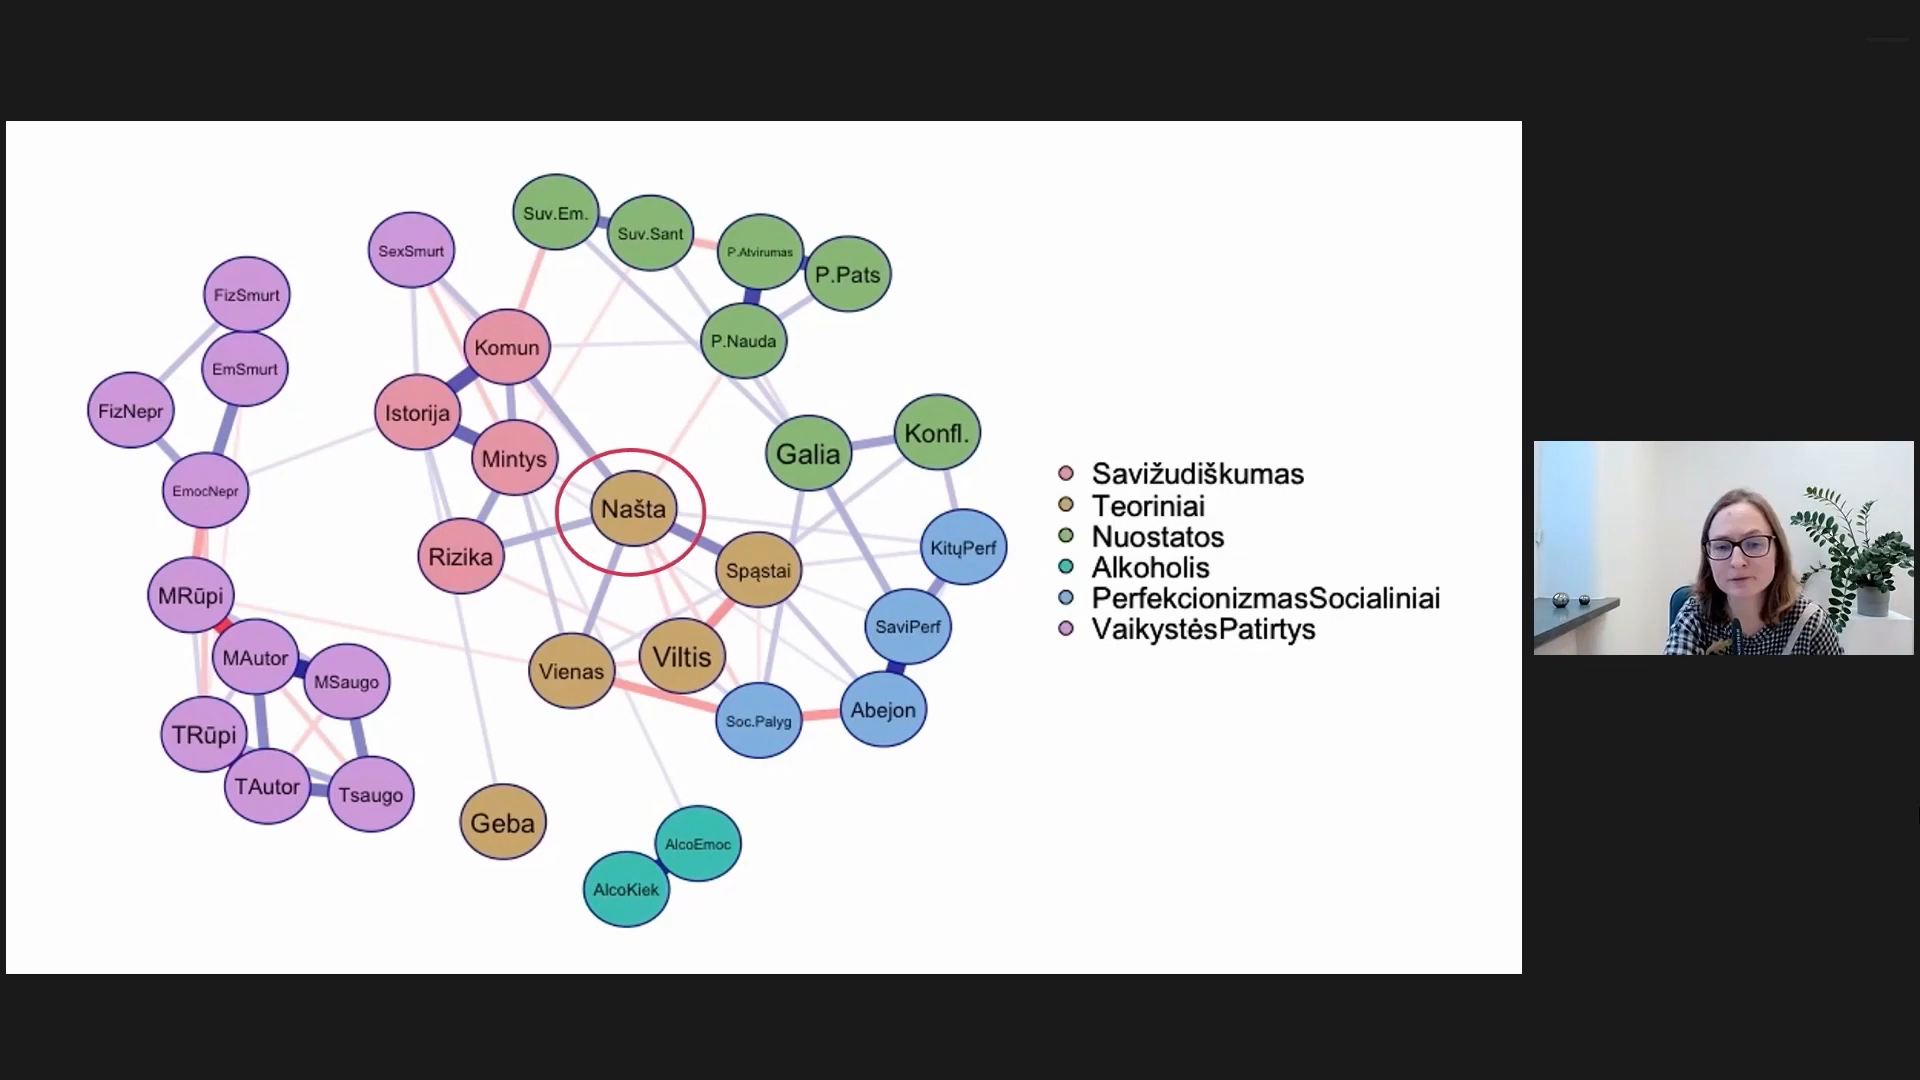 Suv.Em.
Suv.Sant
P.Atvirumas
P.Pats
SexSmurt
FizSmurt
EmSmurt
FizNepr
EmocNepr
Komun
P.Nauda
Istorija
Mintys
Galia
Konfl.
Našta
Rizika
Spąstai
KitųPerf
SaviPerf
MRūpi
MAutor
MSaugo
Vienas
Viltis
Soc.Palyg
Abejon
TRūpi
TAutor
Tsaugo
Geba
AlcoEmoc
AlcoKiek
Savižudiškumas
Teoriniai
Nuostatos
Alkoholis
PerfekcionizmasSocialiniai
VaikystėsPatirtys